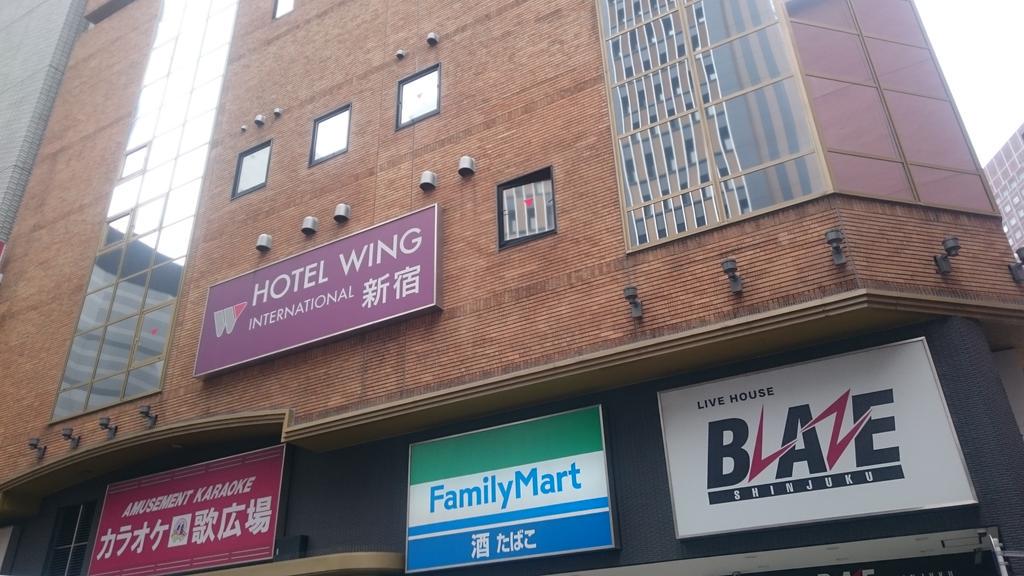 HOTEL WING
INTERNATIONAL 新宿
AMUSEMENT KARAOKE
カラオケ 歌広場
FamilyMart
酒 たばこ
LIVE HOUSE
BLAZE
SHINJUKU